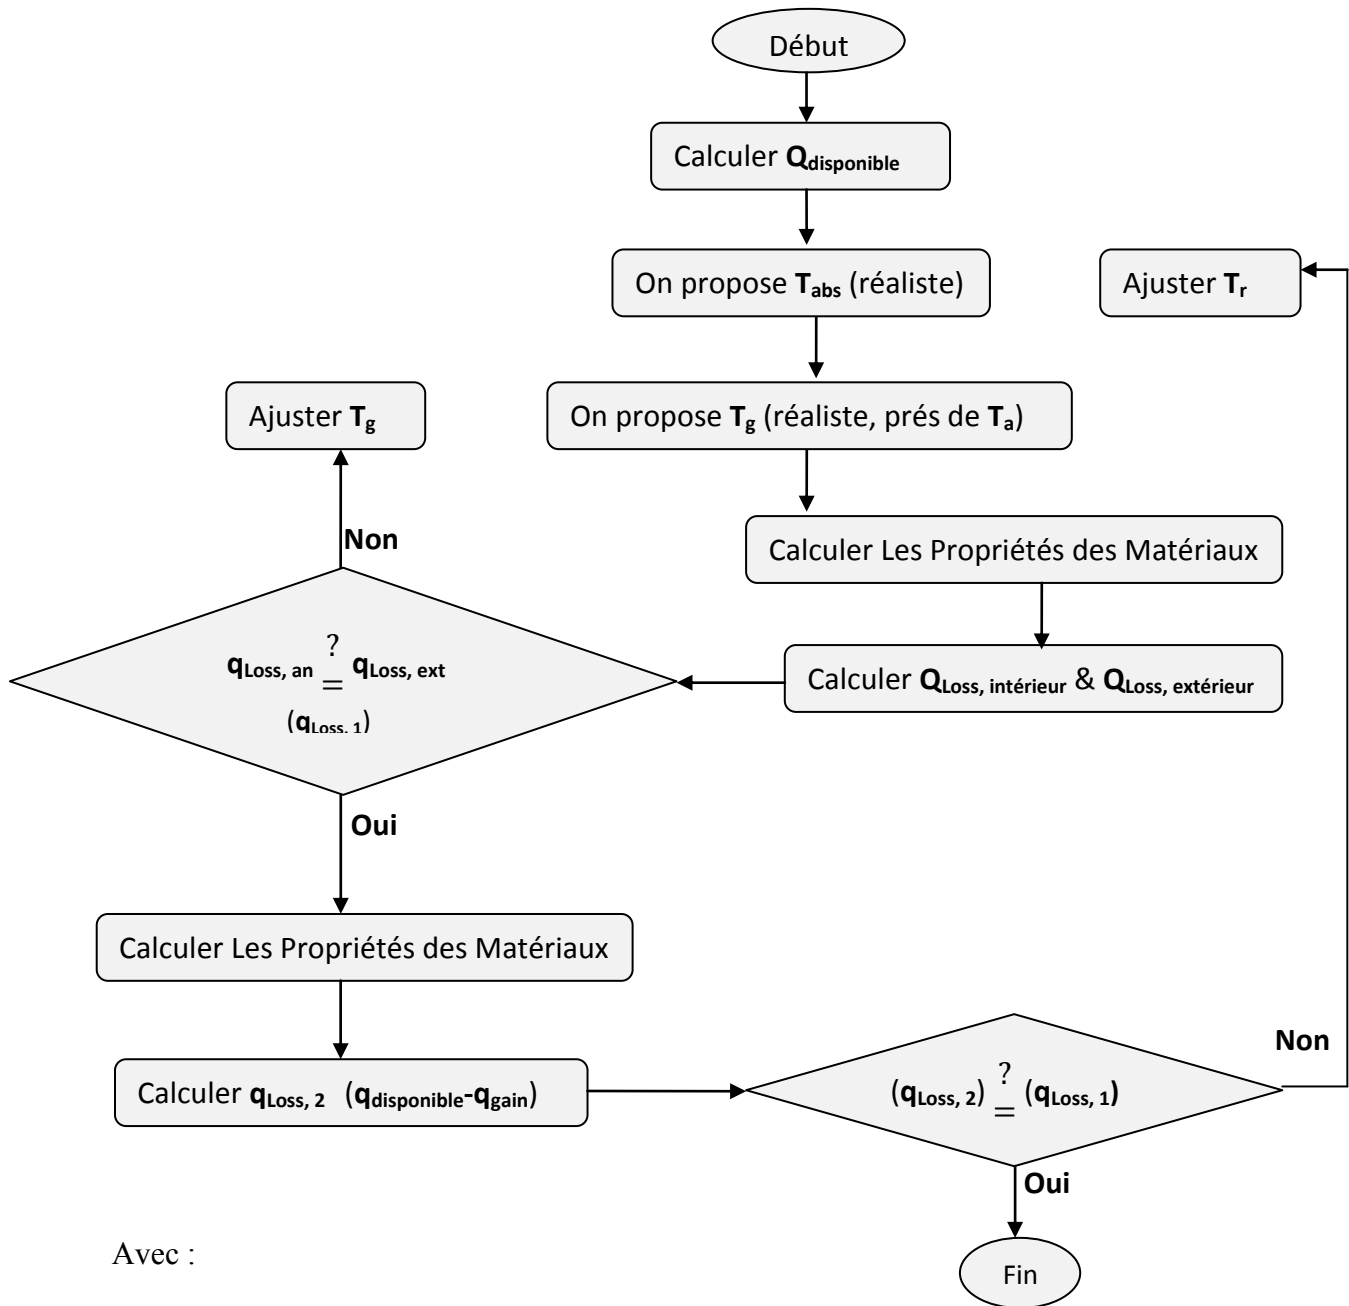 Début
Calculer Qdisponible
On propose Tabs (réaliste)
Ajuster Tr
Ajuster Tg
On propose Tg (réaliste, prés de Ta)
Non
Calculer Les Propriétés des Matériaux
?
qLoss, an = qLoss, ext
(qLoss, 1)
Calculer QLoss, intérieur & QLoss, extérieur
Oui
Calculer Les Propriétés des Matériaux
Non
Calculer qLoss, 2 (qdisponible-qgain)
?
(qLoss, 2) = (qLoss, 1)
Oui
Avec :
Fin